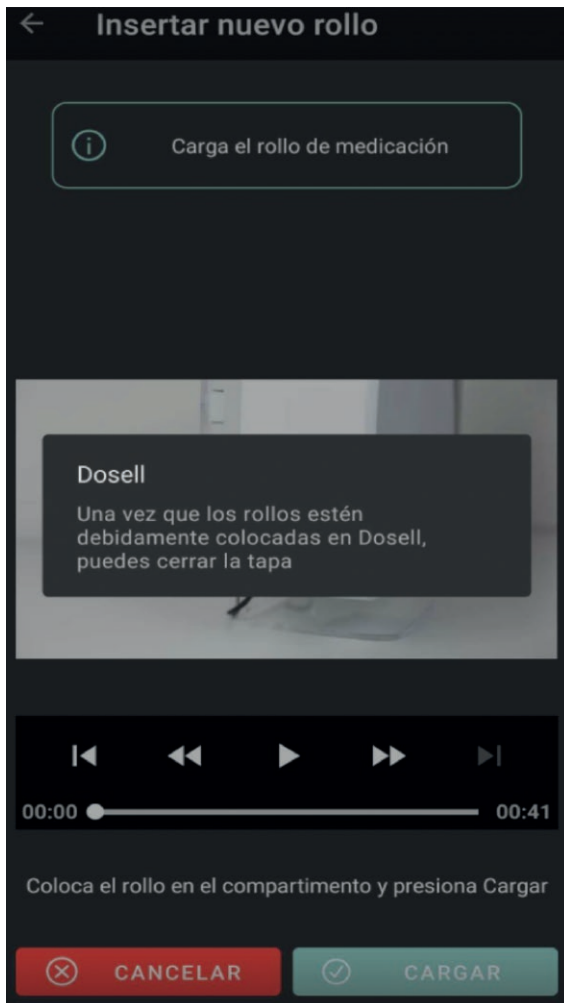 Insertar nuevo rollo
Carga el rollo de medicación
Dosell
Una vez que los rollos estén
debidamente colocadas en Dosell,
puedes cerrar la tapa
00:00
00:41
Coloca el rollo en el compartimento y presiona Cargar
CANCELAR
CARGAR